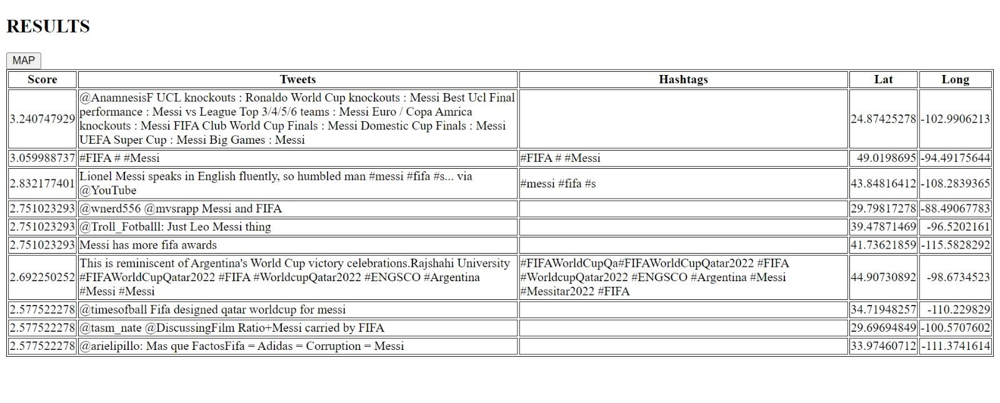 RESULTS
MAP
Score Tweets Hashtags Lat Long
@AnamnesisF UCL knockouts : Ronaldo World Cup knockouts : Messi Best Ucl Final
3.240747929 performance : Messi vs League Top 3/4/5/6 teams : Messi Euro / Copa Amrica 24.87425278 -102.9906213
knockouts : Messi FIFA Club World Cup Finals : Messi Domestic Cup Finals : Messi
UEFA Super Cup : Messi Big Games : Messi
3.059988737 #FIFA # #Messi #FIFA # #Messi 49.0198695 -94.49175644
2.832177401 Lionel Messi speaks in English fluently, so humbled man #messi #fifa #s... via #messi #fifa #s 43.84816412 -108.2839365
@YouTube
2.751023293 @wnerd556 @mvsrapp Messi and FIFA 29.79817278 -88.49067783
2.751023293 @Troll_Fotballl: Just Leo Messi thing 39.47871469 -96.5202161
2.751023293 Messi has more fifa awards 41.73621859 -115.5828292
This is reminiscent of Argentina's World Cup victory celebrations.Rajshahi University #FIFAWorldCupQa#FIFAWorldCupQatar2022 #FIFA
2.692250252 #FIFAWorldCupQatar2022 #FIFA #WorldcupQatar2022 #ENGSCO #Argentina #WorldcupQatar2022 #ENGSCO #Argentina #Messi 44.90730892 -98.6734523
#Messi #Messi #Messitar2022 #FIFA
2.577522278 @timesofball Fifa designed qatar worldcup for messi 34.71948257 -110.229829
2.577522278 @tasm_nate @DiscussingFilm Ratio+Messi carried by FIFA 29.69694849 -100.5707602
2.577522278 @arielipillo: Mas que FactosFifa = Adidas = Corruption = Messi 33.97460712 -111.3741614